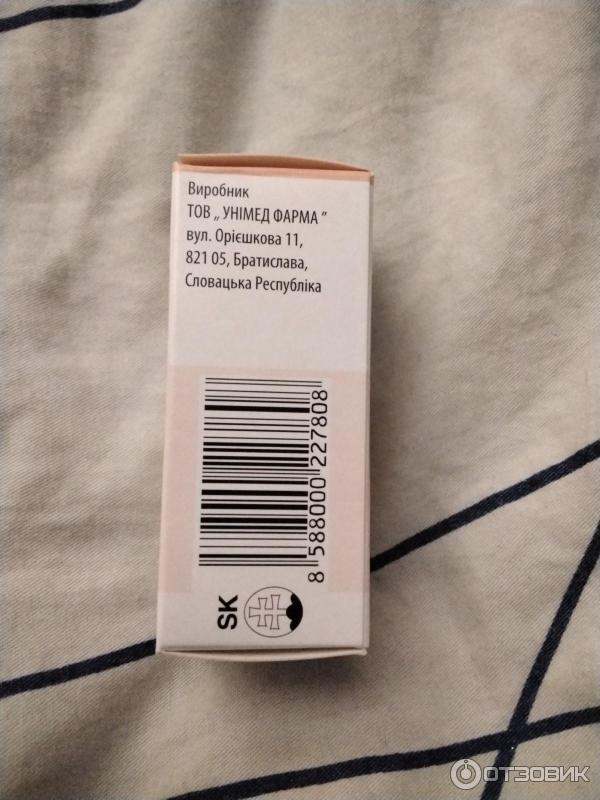 Виробник
ТОВ „ УНІМЕД ФАРМА ”
вул. Орієшкова 11,
821 05, Братислава,
Словацька Республіка
8 588000 227808
SK
ОТЗОВИК